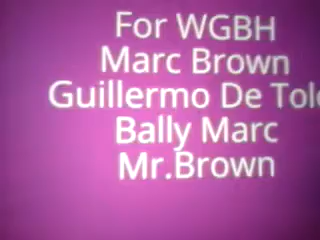 For WGBH
Marc Brown
Guillermo De Tol
Bally Marc
Mr.Brown